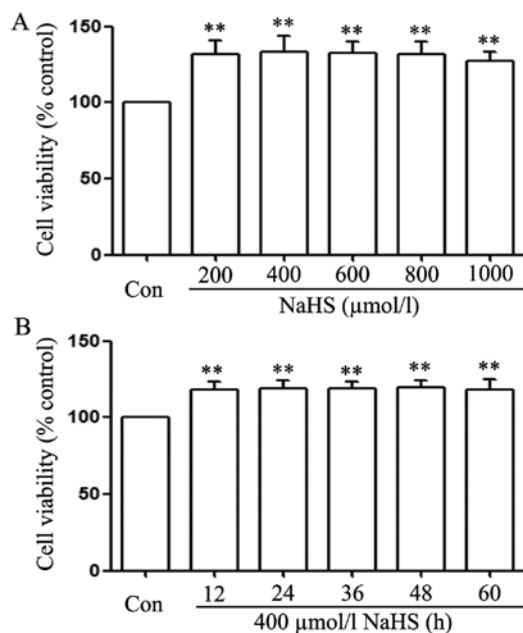 A
Cell viability (% control)
150
100
50
0
** ** ** ** **
Con
200 400 600 800 1000
NaHS (μmol/l)
B
Cell viability (% control)
150
100
50
0
** ** ** ** **
Con
12 24 36 48 60
400 μmol/l NaHS (h)